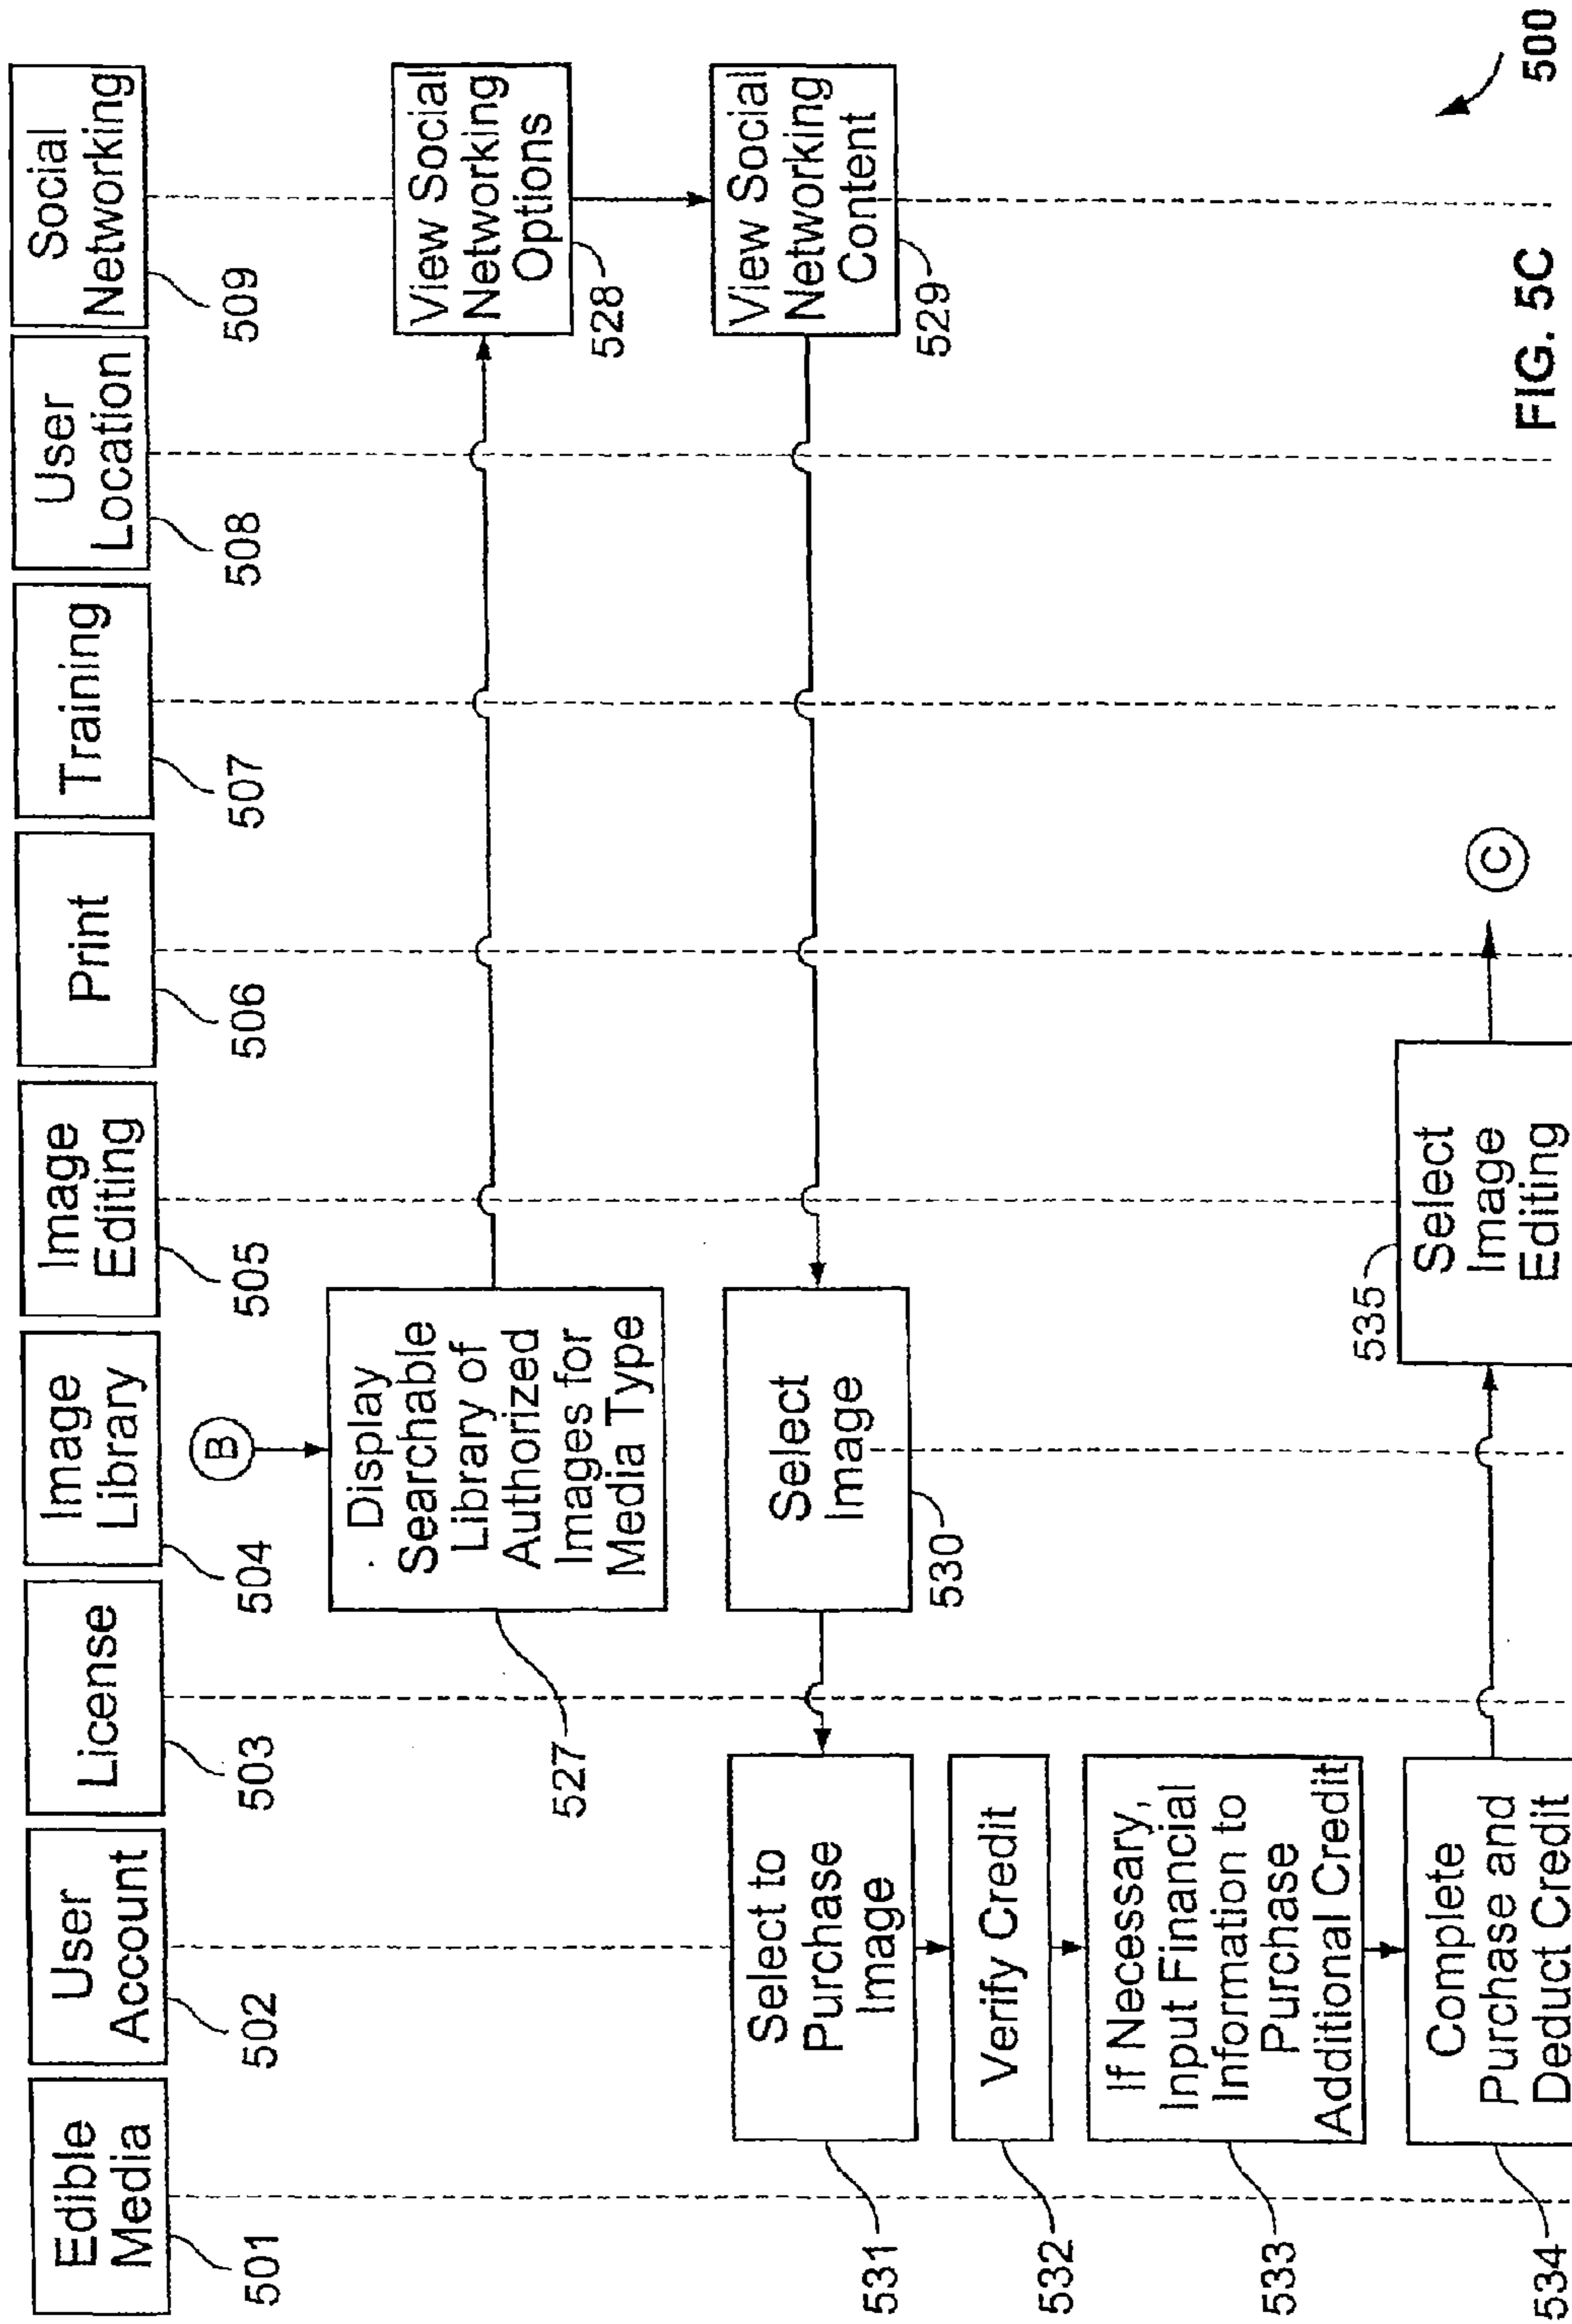 Edible
Media
501
User
Account
502
License
503
Image
Library
504
Image
Editing
505
Print
506
Training
507
User
Location
508
Social
Networking
509
B
Display
Searchable
Library of
Authorized
Images for
Media Type
527
View Social
Networking
Options
528
View Social
Networking
Content
529
Select
Image
530
Select to
Purchase
Image
531
Verify Credit
532
If Necessary,
Input Financial
Information to
Purchase
Additional Credit
533
Complete
Purchase and
Deduct Credit
534
Select
Image
Editing
535
C
FIG. 5C
500